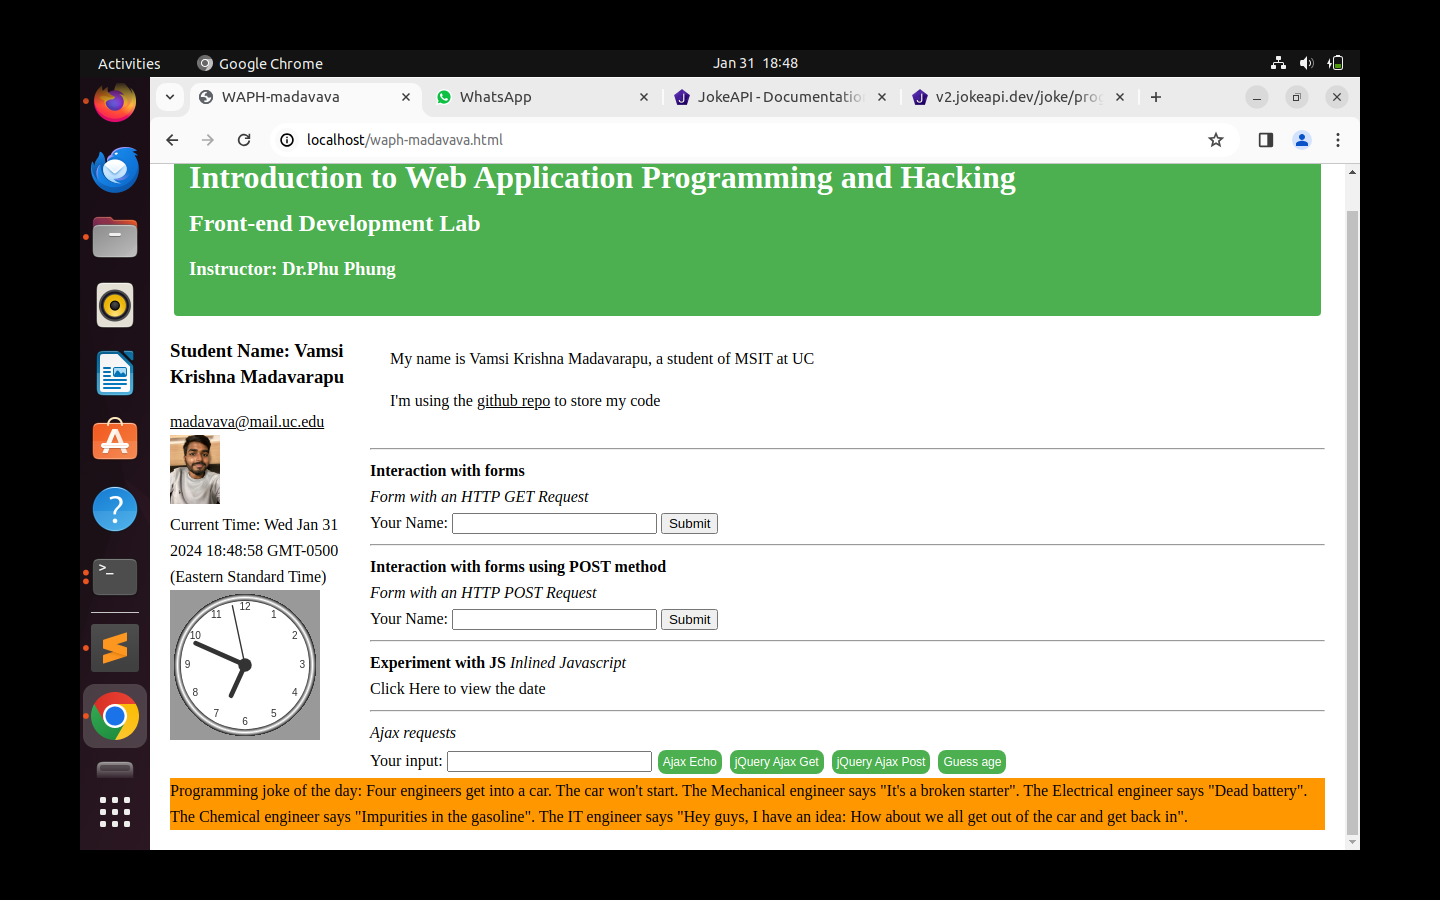 Activities
Google Chrome
Jan 31 18:48
WAPH-madavava
WhatsApp
JokeAPI - Documentatio
v2.jokeapi.dev/joke/prog
localhost/waph-madavava.html
Introduction to Web Application Programming and Hacking
Front-end Development Lab
Instructor: Dr.Phu Phung
Student Name: Vamsi
Krishna Madavarapu
madavava@mail.uc.edu
Current Time: Wed Jan 31
2024 18:48:58 GMT-0500
(Eastern Standard Time)
12
1
2
3
4
5
6
7
8
9
10
11
My name is Vamsi Krishna Madavarapu, a student of MSIT at UC
I'm using the github repo to store my code
Interaction with forms
Form with an HTTP GET Request
Your Name: Submit
Interaction with forms using POST method
Form with an HTTP POST Request
Your Name: Submit
Experiment with JS Inlined Javascript
Click Here to view the date
Ajax requests
Your input: Ajax Echo jQuery Ajax Get jQuery Ajax Post Guess age
Programming joke of the day: Four engineers get into a car. The car won't start. The Mechanical engineer says "It's a broken starter". The Electrical engineer says "Dead battery".
The Chemical engineer says "Impurities in the gasoline". The IT engineer says "Hey guys, I have an idea: How about we all get out of the car and get back in".